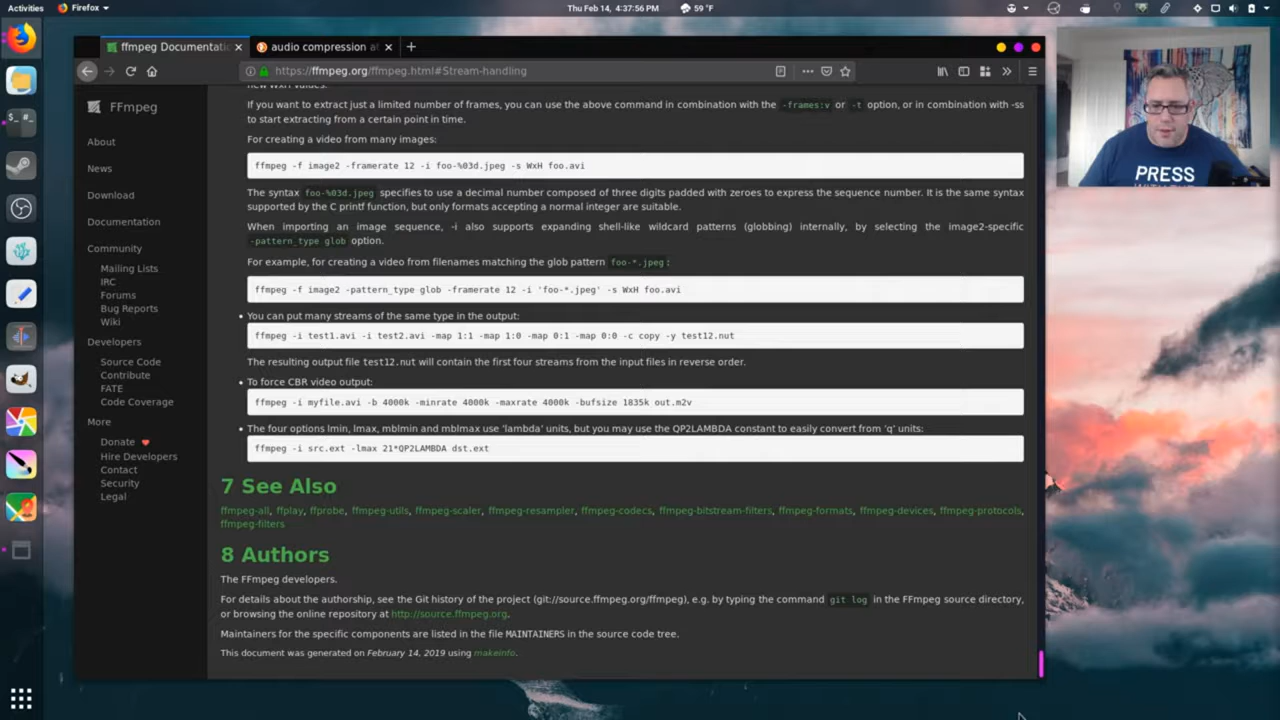 Activities
Firefox
Thu Feb 14, 4:37:56 PM
59 °F
ffmpeg Documentati
audio compression at
https://ffmpeg.org/ffmpeg.html#Stream-handling
FFmpeg
About
News
Download
Documentation
Community
Mailing Lists
IRC
Forums
Bug Reports
Wiki
Developers
Source Code
Contribute
FATE
Code Coverage
More
Donate
Hire Developers
Contact
Security
Legal
new WxH values.
If you want to extract just a limited number of frames, you can use the above command in combination with the -frames:v or -t option, or in combination with -ss
to start extracting from a certain point in time.
For creating a video from many images:
ffmpeg -f image2 -framerate 12 -i foo-%03d.jpeg -s WxH foo.avi
The syntax foo-%03d.jpeg specifies to use a decimal number composed of three digits padded with zeroes to express the sequence number. It is the same syntax
supported by the C printf function, but only formats accepting a normal integer are suitable.
When importing an image sequence, -i also supports expanding shell-like wildcard patterns (globbing) internally, by selecting the image2-specific
-pattern_type glob option.
For example, for creating a video from filenames matching the glob pattern foo-*.jpeg:
ffmpeg -f image2 -pattern_type glob -framerate 12 -i 'foo-*.jpeg' -s WxH foo.avi
• You can put many streams of the same type in the output:
ffmpeg -i test1.avi -i test2.avi -map 1:1 -map 1:0 -map 0:1 -map 0:0 -c copy -y test12.nut
The resulting output file test12.nut will contain the first four streams from the input files in reverse order.
• To force CBR video output:
ffmpeg -i myfile.avi -b 4000k -minrate 4000k -maxrate 4000k -bufsize 1835k out.m2v
• The four options lmin, lmax, mblmin and mblmax use 'lambda' units, but you may use the QP2LAMBDA constant to easily convert from 'q' units:
ffmpeg -i src.ext -lmax 21*QP2LAMBDA dst.ext
7 See Also
ffmpeg-all, ffplay, ffprobe, ffmpeg-utils, ffmpeg-scaler, ffmpeg-resampler, ffmpeg-codecs, ffmpeg-bitstream-filters, ffmpeg-formats, ffmpeg-devices, ffmpeg-protocols,
ffmpeg-filters
8 Authors
The FFmpeg developers.
For details about the authorship, see the Git history of the project (git://source.ffmpeg.org/ffmpeg), e.g. by typing the command git log in the FFmpeg source directory,
or browsing the online repository at http://source.ffmpeg.org.
Maintainers for the specific components are listed in the file MAINTAINERS in the source code tree.
This document was generated on February 14, 2019 using makeinfo.
PRESS